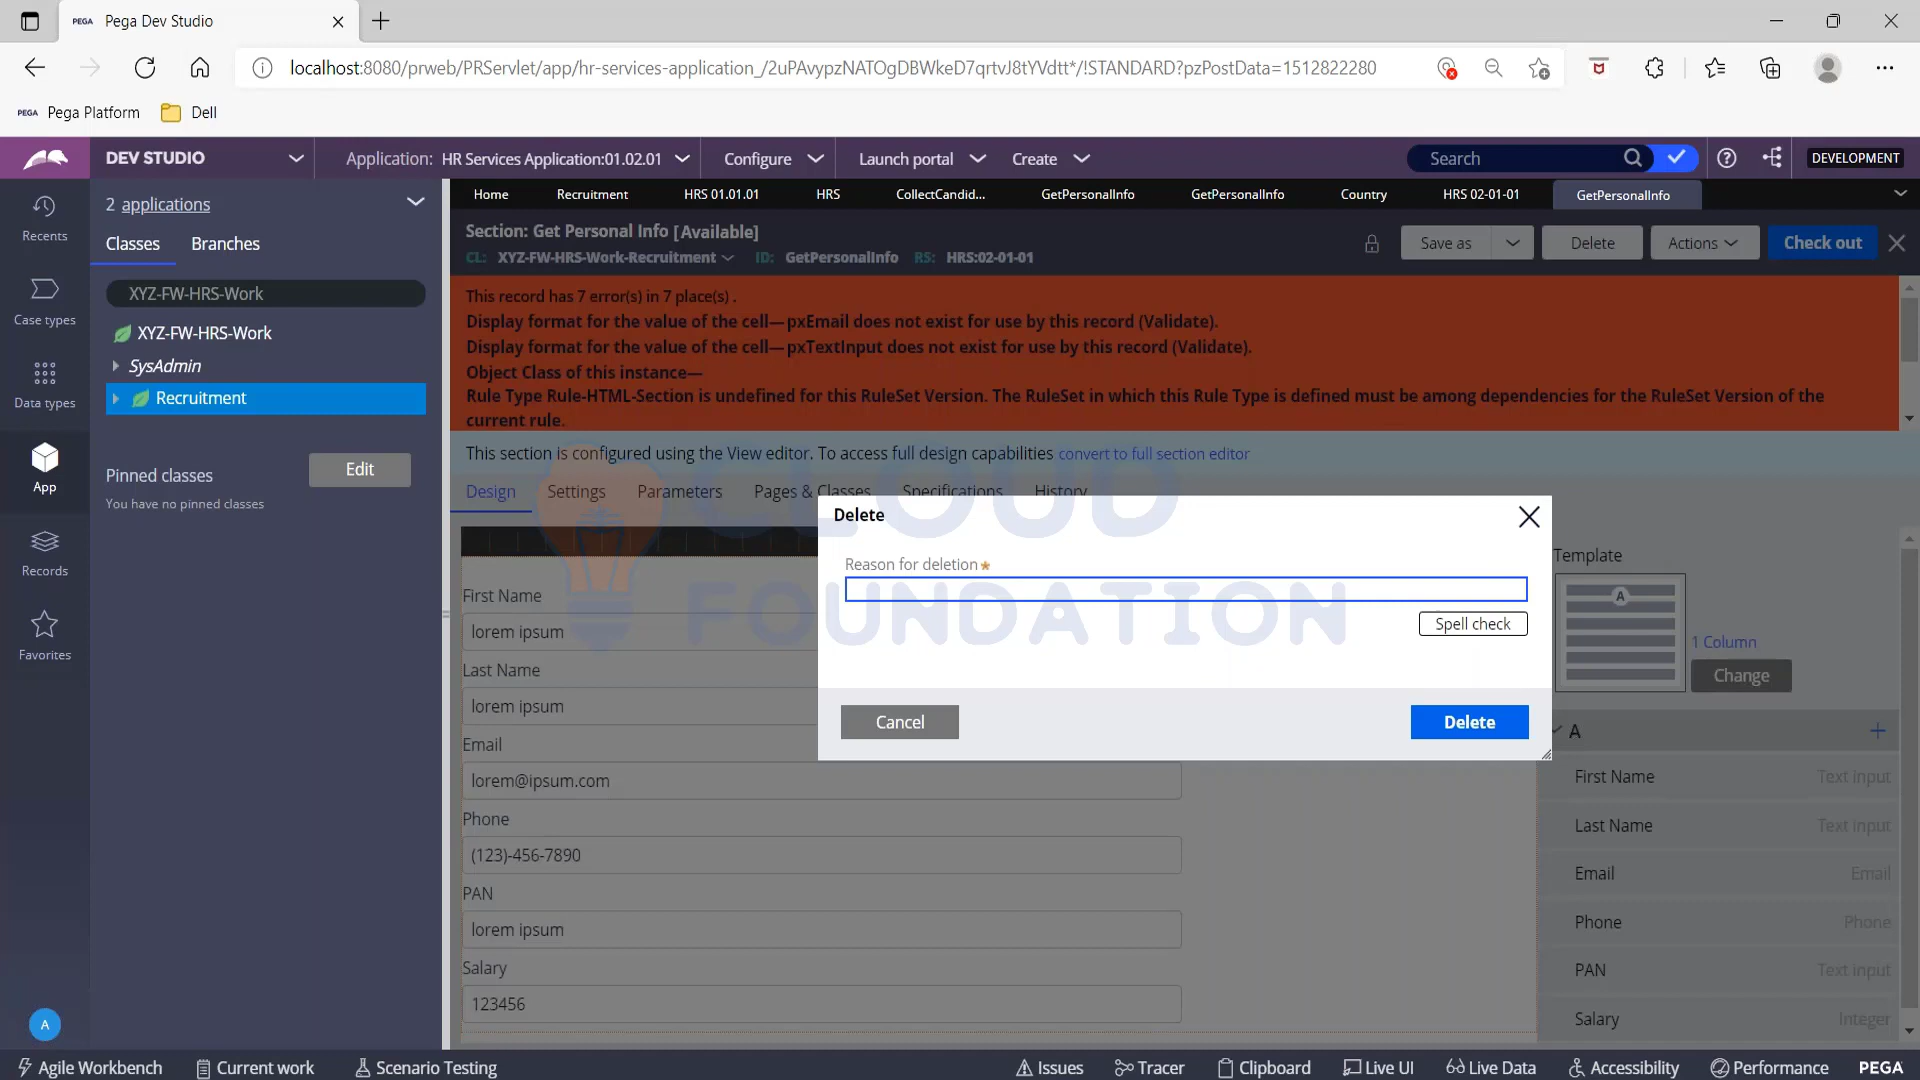 PEGA Pega Dev Studio
localhost:8080/prweb/PRServlet/app/hr-services-application_/2uPAvypzNATOgDBWkeD7qrtvJ8tYVdtt*/!STANDARD?pzPostData=1512822280
PEGA Pega Platform Dell
DEV STUDIO Application: HR Services Application:01.02.01 Configure Launch portal Create Search DEVELOPMENT
Recents
Case types
Data types
App
Records
Favorites
A
2 applications
Classes Branches
XYZ-FW-HRS-Work
XYZ-FW-HRS-Work
SysAdmin
Recruitment
Pinned classes Edit
You have no pinned classes
Home Recruitment HRS 01.01.01 HRS CollectCandid... GetPersonalInfo GetPersonalInfo Country HRS 02-01-01 GetPersonalInfo
Section: Get Personal Info [Available]
CL: XYZ-FW-HRS-Work-Recruitment ID: GetPersonalInfo RS: HRS:02-01-01
Save as Delete Actions Check out
This record has 7 error(s) in 7 place(s) .
Display format for the value of the cell—pxEmail does not exist for use by this record (Validate).
Display format for the value of the cell—pxTextInput does not exist for use by this record (Validate).
Object Class of this instance—
Rule Type Rule-HTML-Section is undefined for this RuleSet Version. The RuleSet in which this Rule Type is defined must be among dependencies for the RuleSet Version of the
current rule.
This section is configured using the View editor. To access full design capabilities convert to full section editor
Design Settings Parameters Pages & Classes Specifications History
CLOUD
FOUNDATION
Delete
Reason for deletion *
Spell check
Cancel Delete
First Name
lorem ipsum
Last Name
lorem ipsum
Email
lorem@ipsum.com
Phone
(123)-456-7890
PAN
lorem ipsum
Salary
123456
Template
A
1 Column
Change
A
First Name Text input
Last Name Text input
Email Email
Phone Phone
PAN Text input
Salary Integer
Agile Workbench Current work Scenario Testing Issues Tracer Clipboard Live UI Live Data Accessibility Performance PEGA